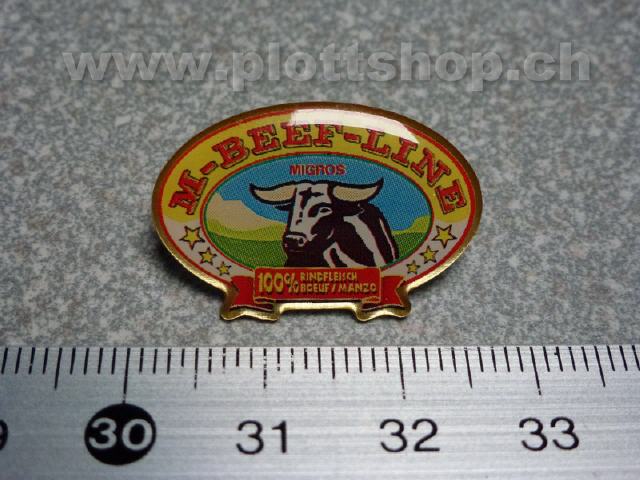 www.plottshop.ch
M-BEEF-LINE
MIGROS
100% RINDFLEISCH
BOEUF / MANZO
30 31 32 33